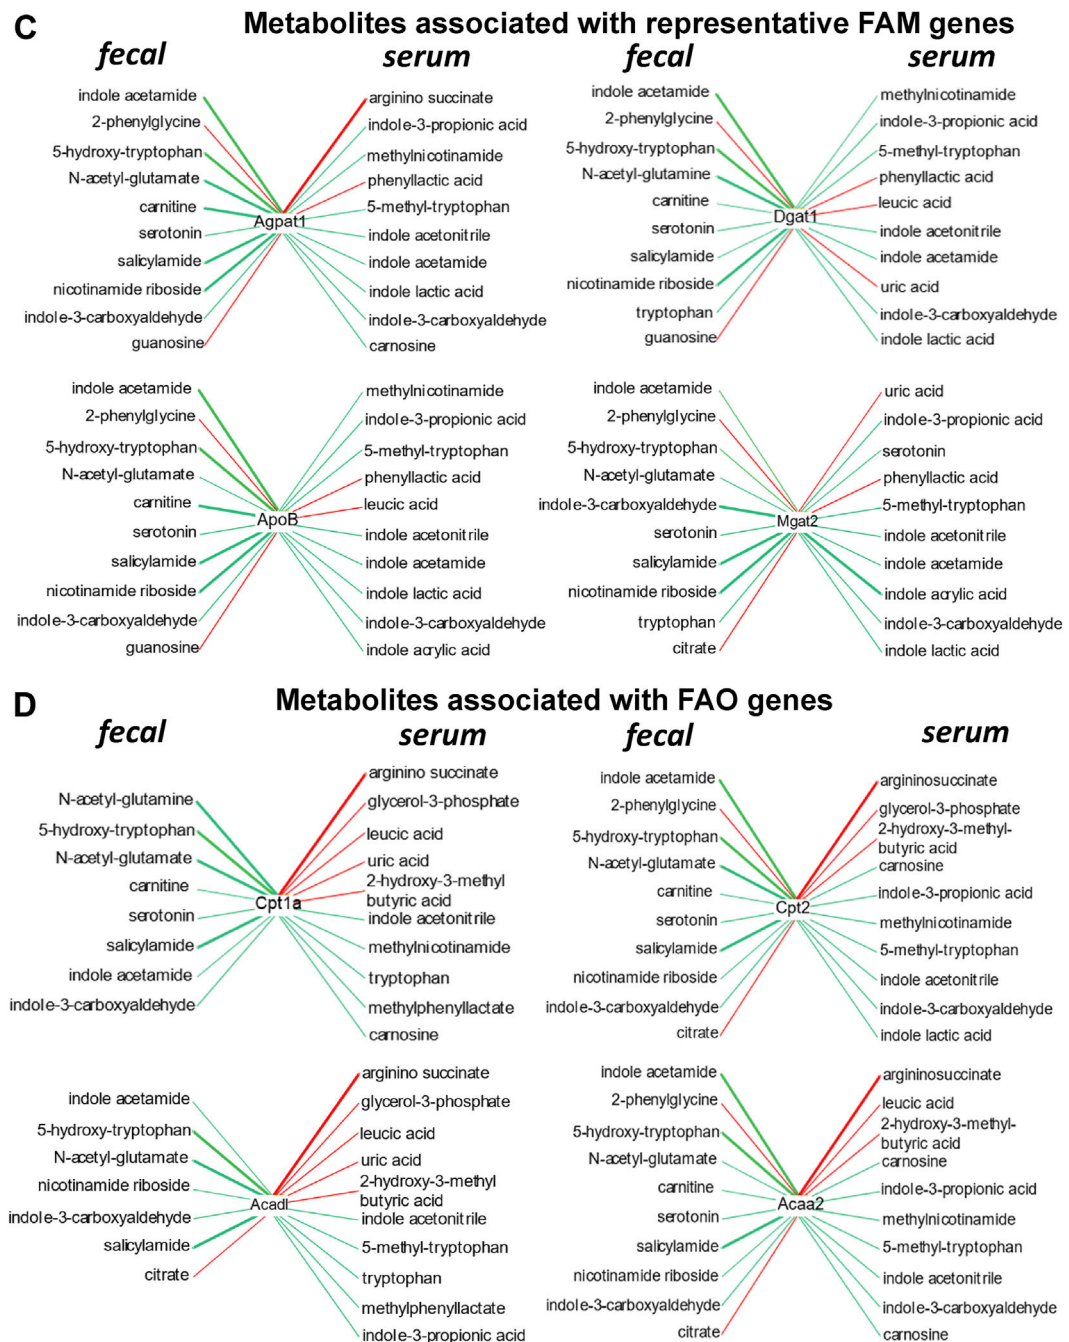 C
Metabolites associated with representative FAM genes
fecal
serum
fecal
serum
indole acetamide
2-phenylglycine
5-hydroxy-tryptophan
N-acetyl-glutamate
carnitine
serotonin
salicylamide
nicotinamide riboside
indole-3-carboxyaldehyde
guanosine
Agpat1
arginino succinate
indole-3-propionic acid
methylnicotinamide
phenyllactic acid
5-methyl-tryptophan
indole acetonitrile
indole acetamide
indole lactic acid
indole-3-carboxyaldehyde
carnosine
indole acetamide
2-phenylglycine
5-hydroxy-tryptophan
N-acetyl-glutamine
carnitine
serotonin
salicylamide
nicotinamide riboside
tryptophan
guanosine
Dgat1
methylnicotinamide
indole-3-propionic acid
5-methyl-tryptophan
phenyllactic acid
leucic acid
indole acetonitrile
indole acetamide
uric acid
indole-3-carboxyaldehyde
indole lactic acid
indole acetamide
2-phenylglycine
5-hydroxy-tryptophan
N-acetyl-glutamate
carnitine
serotonin
salicylamide
nicotinamide riboside
indole-3-carboxyaldehyde
guanosine
ApoB
methylnicotinamide
indole-3-propionic acid
5-methyl-tryptophan
phenyllactic acid
leucic acid
indole acetonitrile
indole acetamide
indole lactic acid
indole-3-carboxyaldehyde
indole acrylic acid
indole acetamide
2-phenylglycine
5-hydroxy-tryptophan
N-acetyl-glutamate
indole-3-carboxyaldehyde
serotonin
salicylamide
nicotinamide riboside
tryptophan
citrate
Mgat2
uric acid
indole-3-propionic acid
serotonin
phenyllactic acid
5-methyl-tryptophan
indole acetonitrile
indole acetamide
indole acrylic acid
indole-3-carboxyaldehyde
indole lactic acid
D
Metabolites associated with FAO genes
fecal
serum
fecal
serum
N-acetyl-glutamine
5-hydroxy-tryptophan
N-acetyl-glutamate
carnitine
serotonin
salicylamide
indole acetamide
indole-3-carboxyaldehyde
Cpt1a
arginino succinate
glycerol-3-phosphate
leucic acid
uric acid
2-hydroxy-3-methyl
butyric acid
indole acetonitrile
methylnicotinamide
tryptophan
methylphenyllactate
carnosine
indole acetamide
2-phenylglycine
5-hydroxy-tryptophan
N-acetyl-glutamate
carnitine
serotonin
salicylamide
nicotinamide riboside
indole-3-carboxyaldehyde
citrate
Cpt2
argininosuccinate
glycerol-3-phosphate
2-hydroxy-3-methyl-
butyric acid
carnosine
indole-3-propionic acid
methylnicotinamide
5-methyl-tryptophan
indole acetonitrile
indole-3-carboxyaldehyde
indole lactic acid
indole acetamide
5-hydroxy-tryptophan
N-acetyl-glutamate
nicotinamide riboside
indole-3-carboxyaldehyde
salicylamide
citrate
Acadl
arginino succinate
glycerol-3-phosphate
leucic acid
uric acid
2-hydroxy-3-methyl
butyric acid
indole acetonitrile
5-methyl-tryptophan
tryptophan
methylphenyllactate
indole-3-propionic acid
indole acetamide
2-phenylglycine
5-hydroxy-tryptophan
N-acetyl-glutamate
carnitine
serotonin
salicylamide
nicotinamide riboside
indole-3-carboxyaldehyde
citrate
Acaa2
argininosuccinate
leucic acid
2-hydroxy-3-methyl-
butyric acid
carnosine
indole-3-propionic acid
methylnicotinamide
5-methyl-tryptophan
indole acetonitrile
indole-3-carboxyaldehyde
carnosine